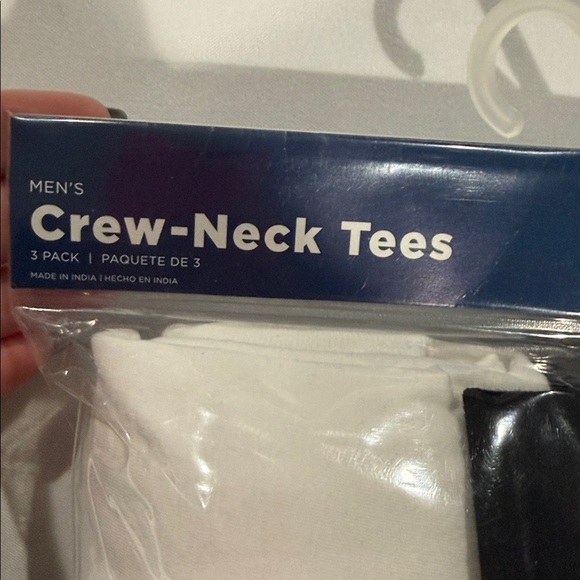 MEN'S
Crew-Neck Tees
3 PACK | PAQUETE DE 3
MADE IN INDIA | HECHO EN INDIA